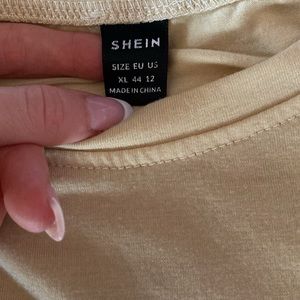 SHEIN
SIZE EU US
XL 44 12
MADE IN CHINA